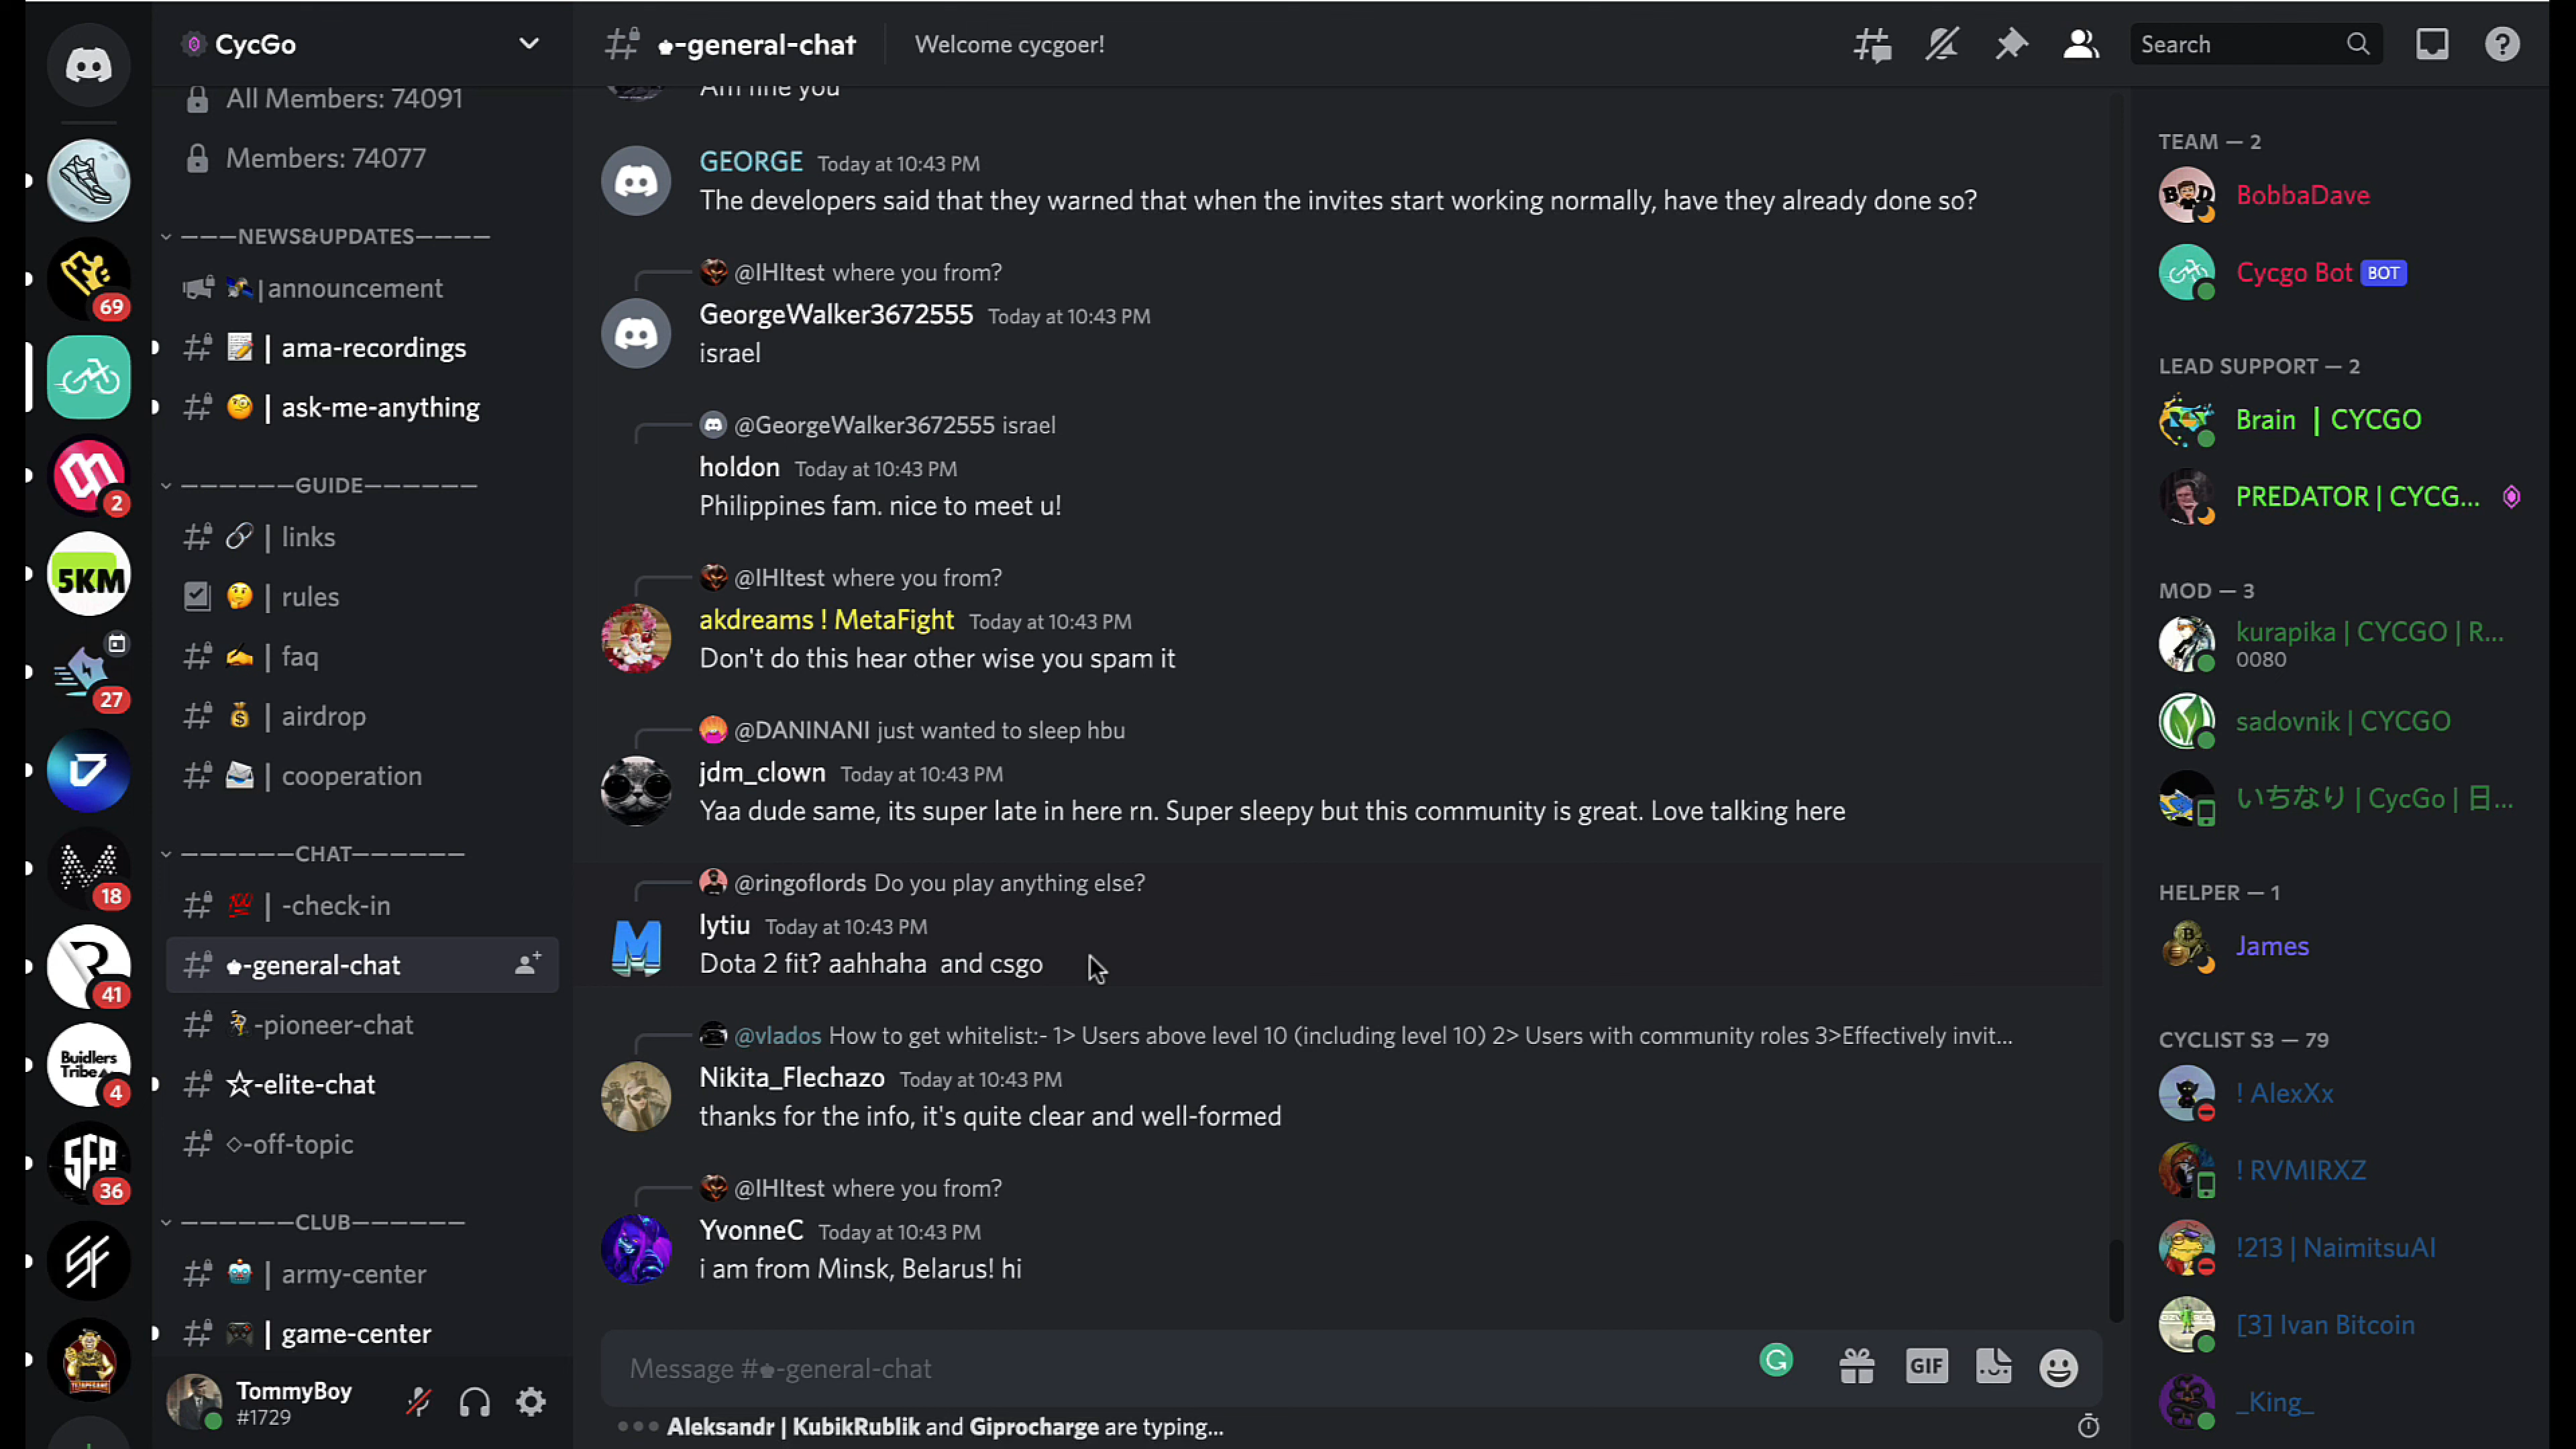 CycGo
All Members: 74091
Members: 74077
———NEWS&UPDATES————
|announcement
| ama-recordings
| ask-me-anything
——————GUIDE——————
| links
| rules
| faq
| airdrop
| cooperation
——————CHAT——————
| -check-in
-general-chat
-pioneer-chat
☆-elite-chat
◇-off-topic
——————CLUB——————
| army-center
| game-center
TommyBoy
#1729
69
2
5KM
27
18
41
Buidlers
Tribe
4
SFP
36
-general-chat
Welcome cycgoer!
Search
Am fine you
GEORGE Today at 10:43 PM
The developers said that they warned that when the invites start working normally, have they already done so?
@IHItest where you from?
GeorgeWalker3672555 Today at 10:43 PM
israel
@GeorgeWalker3672555 israel
holdon Today at 10:43 PM
Philippines fam. nice to meet u!
@IHItest where you from?
akdreams ! MetaFight Today at 10:43 PM
Don't do this hear other wise you spam it
@DANINANI just wanted to sleep hbu
jdm_clown Today at 10:43 PM
Yaa dude same, its super late in here rn. Super sleepy but this community is great. Love talking here
@ringoflords Do you play anything else?
lytiu Today at 10:43 PM
Dota 2 fit? aahhaha and csgo
@vlados How to get whitelist:- 1> Users above level 10 (including level 10) 2> Users with community roles 3>Effectively invit...
Nikita_Flechazo Today at 10:43 PM
thanks for the info, it's quite clear and well-formed
@IHItest where you from?
YvonneC Today at 10:43 PM
i am from Minsk, Belarus! hi
Message #-general-chat
GIF
Aleksandr | KubikRublik and Giprocharge are typing...
TEAM — 2
BobbaDave
Cycgo Bot BOT
LEAD SUPPORT — 2
Brain | CYCGO
PREDATOR | CYCG...
MOD — 3
kurapika | CYCGO | R...
0080
sadovnik | CYCGO
いちなり | CycGo | 日...
HELPER — 1
James
CYCLIST S3 — 79
! AlexXx
! RVMIRXZ
!213 | NaimitsuAI
[3] Ivan Bitcoin
_King_